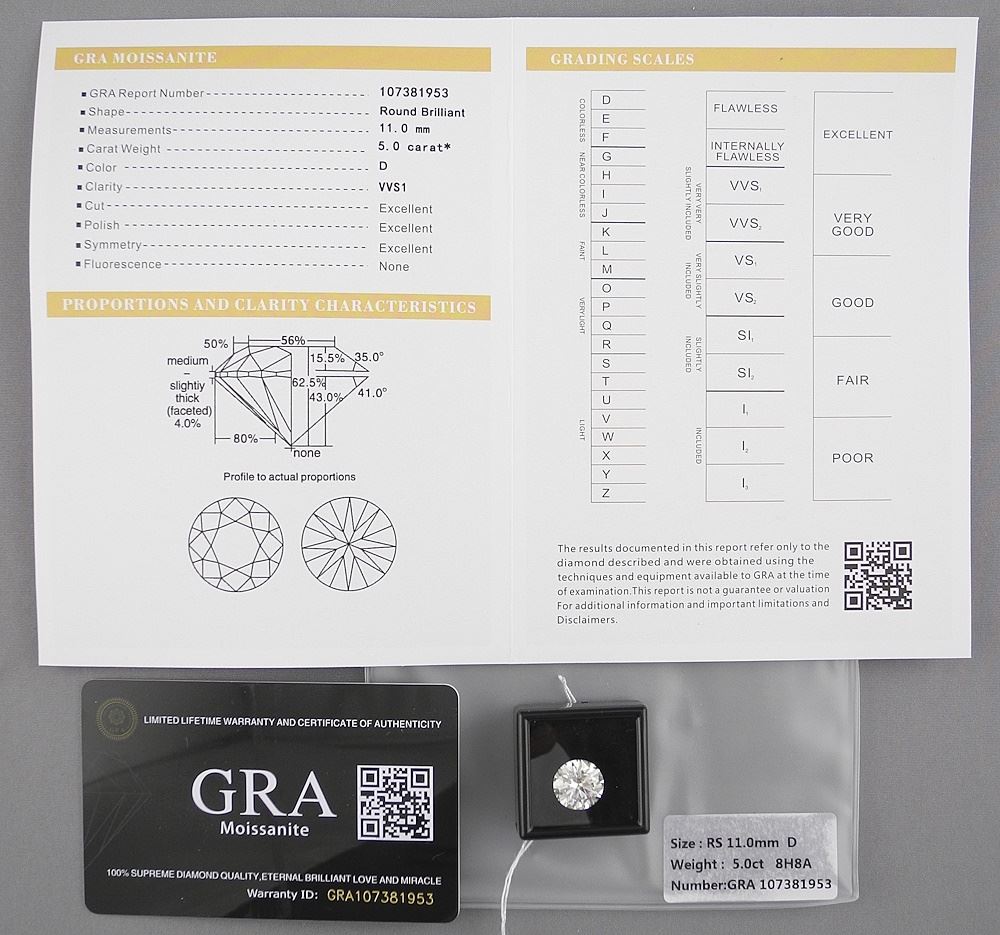 GRA MOISSANITE
GRA Report Number 107381953
Shape Round Brilliant
Measurements 11.0 mm
Carat Weight 5.0 carat*
Color D
Clarity VVS1
Cut Excellent
Polish Excellent
Symmetry Excellent
Fluorescence None
PROPORTIONS AND CLARITY CHARACTERISTICS
50% 56%
15.5% 35.0°
medium
–
slightiy
thick
(faceted)
4.0%
62.5%
43.0% 41.0°
80%
none
Profile to actual proportions
GRADING SCALES
COLORLESS
NEAR COLORLESS
FAINT
VERY LIGHT
LIGHT
D
E
F
G
H
I
J
K
L
M
O
P
Q
R
S
T
U
V
W
X
Y
Z
VERY VERY
SLIGHTLY INCLUDED
VERY SLIGHTLY
INCLUDED
SLIGHTLY
INCLUDED
INCLUDED
FLAWLESS
INTERNALLY
FLAWLESS
VVS₁
VVS₂
VS₁
VS₂
SI₁
SI₂
I₁
I₂
I₃
EXCELLENT
VERY
GOOD
GOOD
FAIR
POOR
The results documented in this report refer only to the
diamond described and were obtained using the
techniques and equipment available to GRA at the time
of examination.This report is not a guarantee or valuation
For additional information and important limitations and
Disclaimers.
LIMITED LIFETIME WARRANTY AND CERTIFICATE OF AUTHENTICITY
GRA
Moissanite
100% SUPREME DIAMOND QUALITY,ETERNAL BRILLIANT LOVE AND MIRACLE
Warranty ID: GRA107381953
Size : RS 11.0mm D
Weight : 5.0ct 8H8A
Number:GRA 107381953